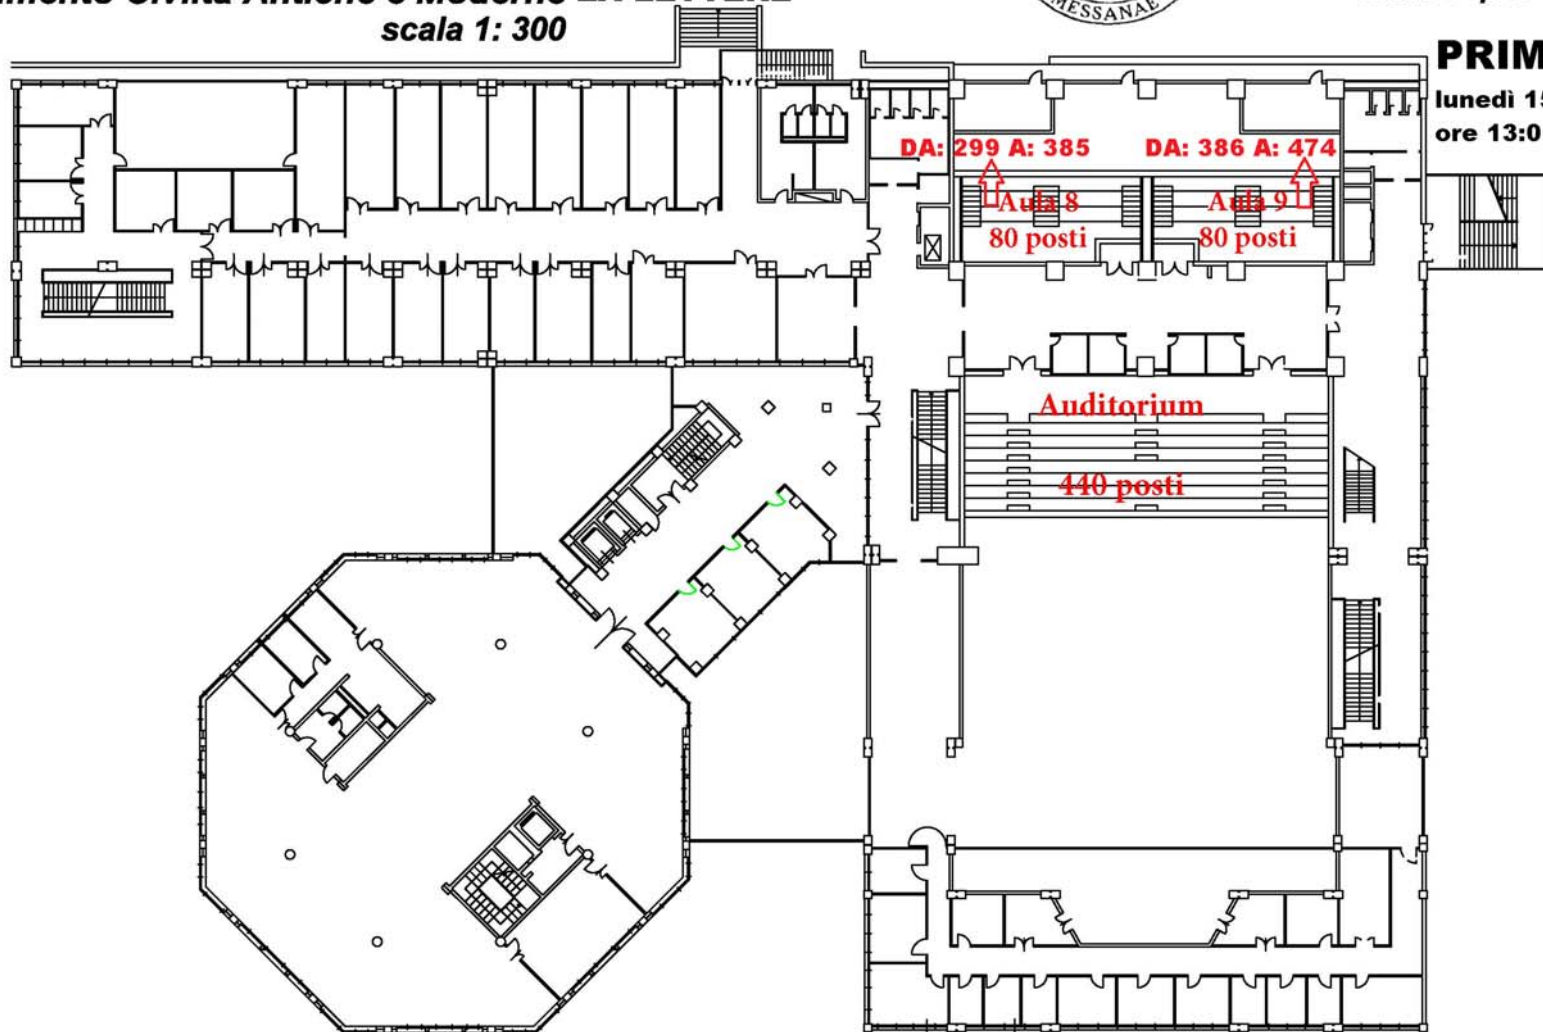 scala 1: 300
MESSANAE
PRIM
lunedì 15
ore 13:0
DA: 299 A: 385
DA: 386 A: 474
Aula 8
80 posti
Aula 9
80 posti
Auditorium
440 posti